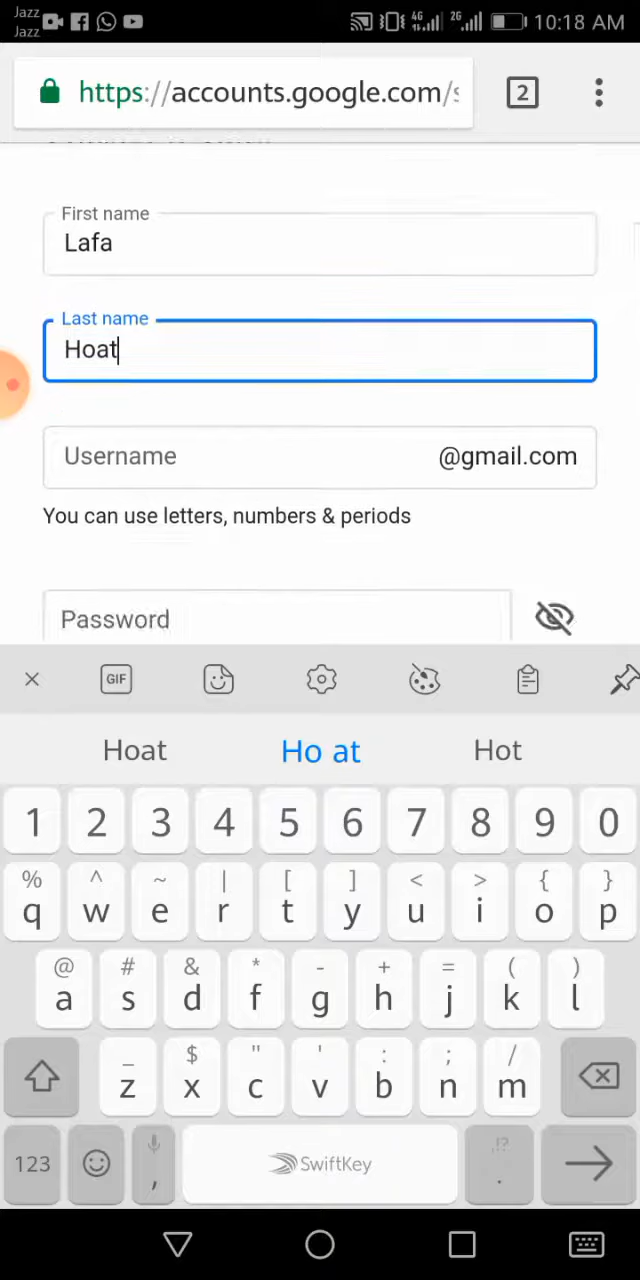 Jazz
Jazz
4G
2G
10:18 AM
https://accounts.google.com/s
2
First name
Lafa
Last name
Hoat
Username
@gmail.com
You can use letters, numbers & periods
Password
GIF
Hoat
Ho at
Hot
1 2 3 4 5 6 7 8 9 0
% ^ ~ | [ ] < > { }
q w e r t y u i o p
@ # & * - + = ( )
a s d f g h j k l
_ $ " ' : ; /
z x c v b n m
123
,
SwiftKey
,!?
.